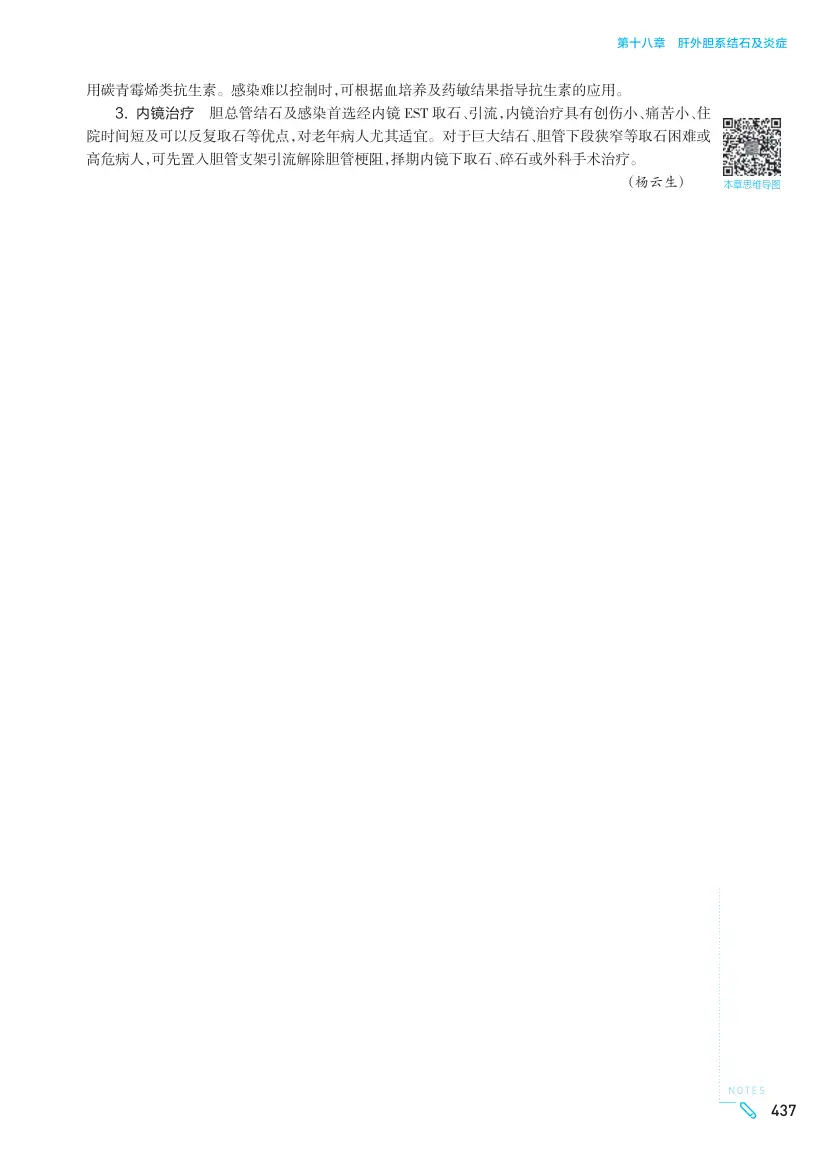 第十八章 肝外胆系结石及炎症
用碳青霉烯类抗生素。感染难以控制时,可根据血培养及药敏结果指导抗生素的应用。
3. 内镜治疗 胆总管结石及感染首选经内镜 EST 取石、引流,内镜治疗具有创伤小、痛苦小、住
院时间短及可以反复取石等优点,对老年病人尤其适宜。对于巨大结石、胆管下段狭窄等取石困难或
高危病人,可先置入胆管支架引流解除胆管梗阻,择期内镜下取石、碎石或外科手术治疗。
(杨云生)
本章思维导图
NOTES
437